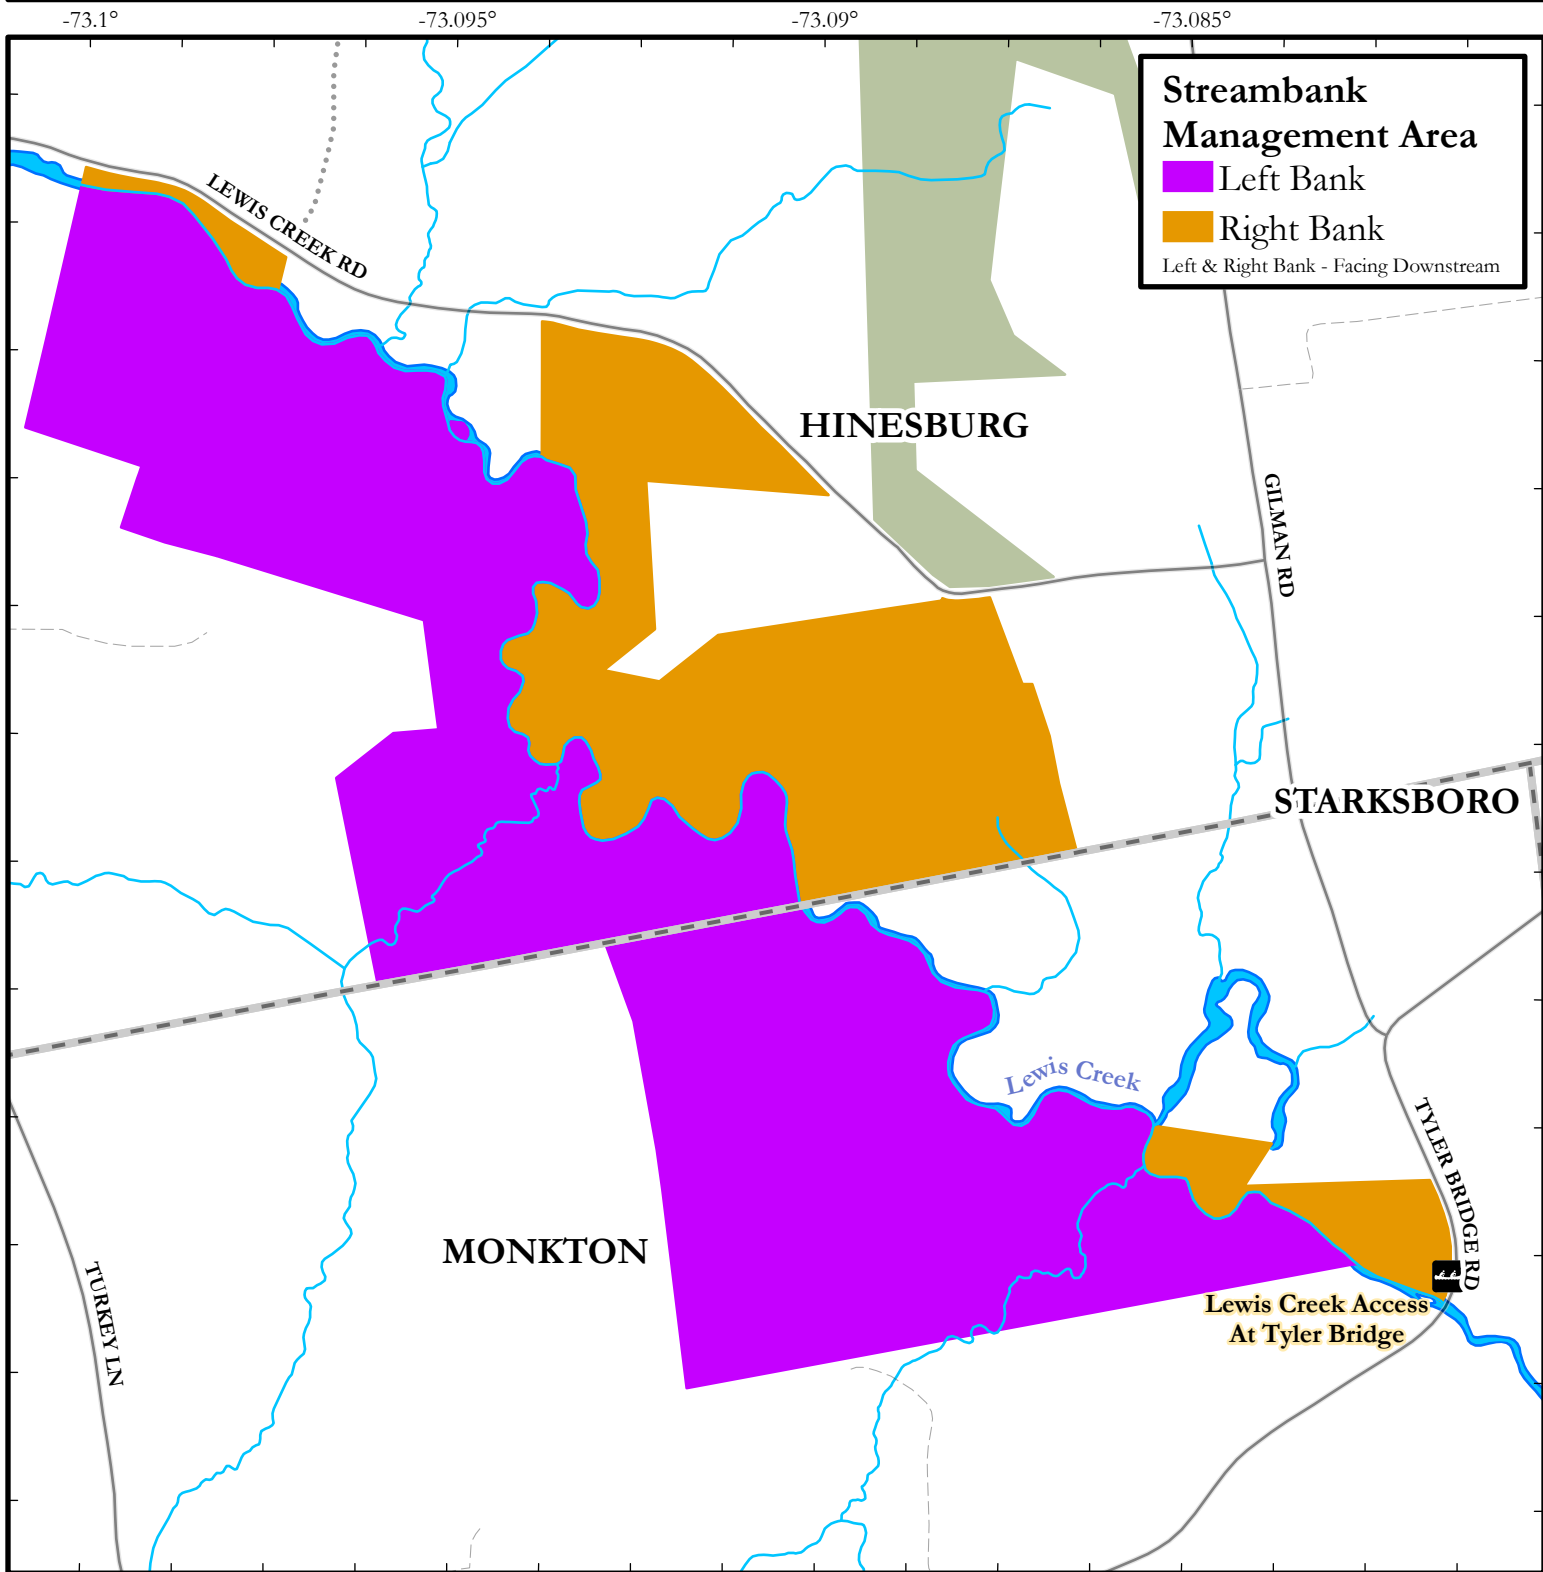 -73.1°
-73.095°
-73.09°
-73.085°
Streambank
Management Area
Left Bank
Right Bank
Left & Right Bank - Facing Downstream
LEWIS CREEK RD
HINESBURG
GILMAN RD
STARKSBORO
Lewis Creek
TYLER BRIDGE RD
MONKTON
TURKEY LN
Lewis Creek Access
At Tyler Bridge